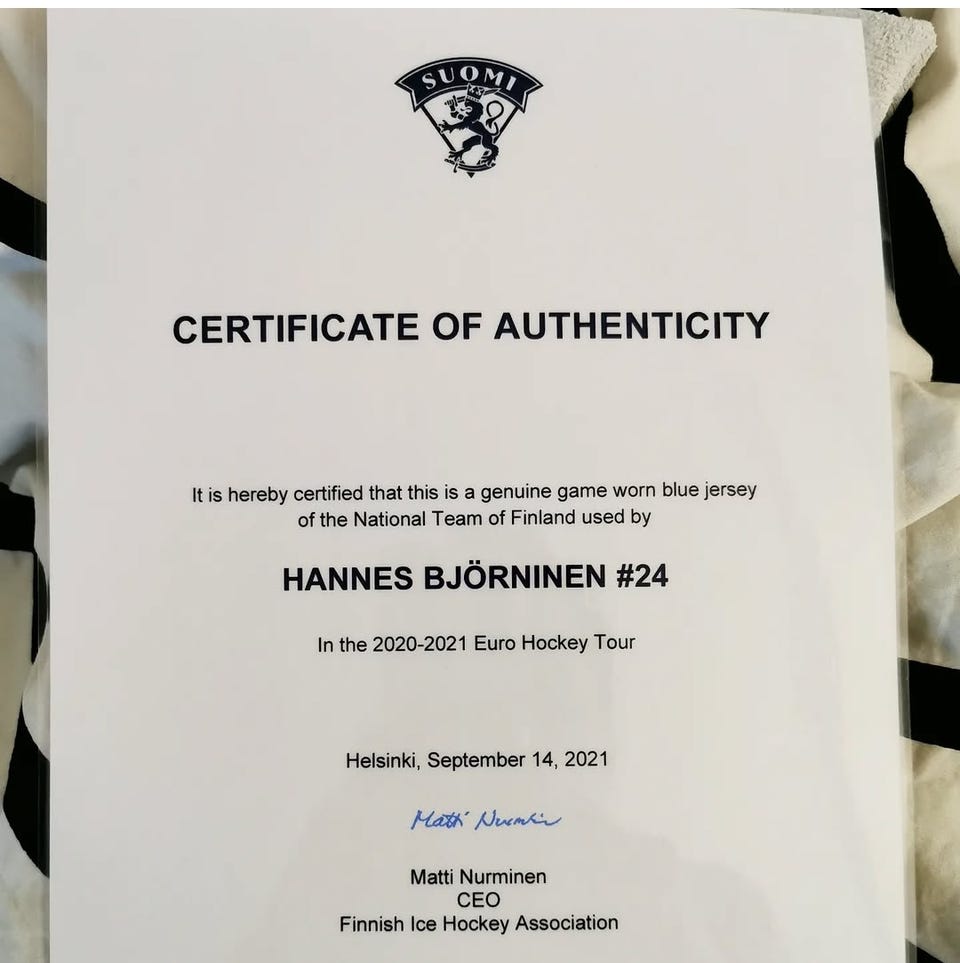 SUOMI
CERTIFICATE OF AUTHENTICITY
It is hereby certified that this is a genuine game worn blue jersey
of the National Team of Finland used by
HANNES BJÖRNINEN #24
In the 2020-2021 Euro Hockey Tour
Helsinki, September 14, 2021
Matti Nurminen
Matti Nurminen
CEO
Finnish Ice Hockey Association